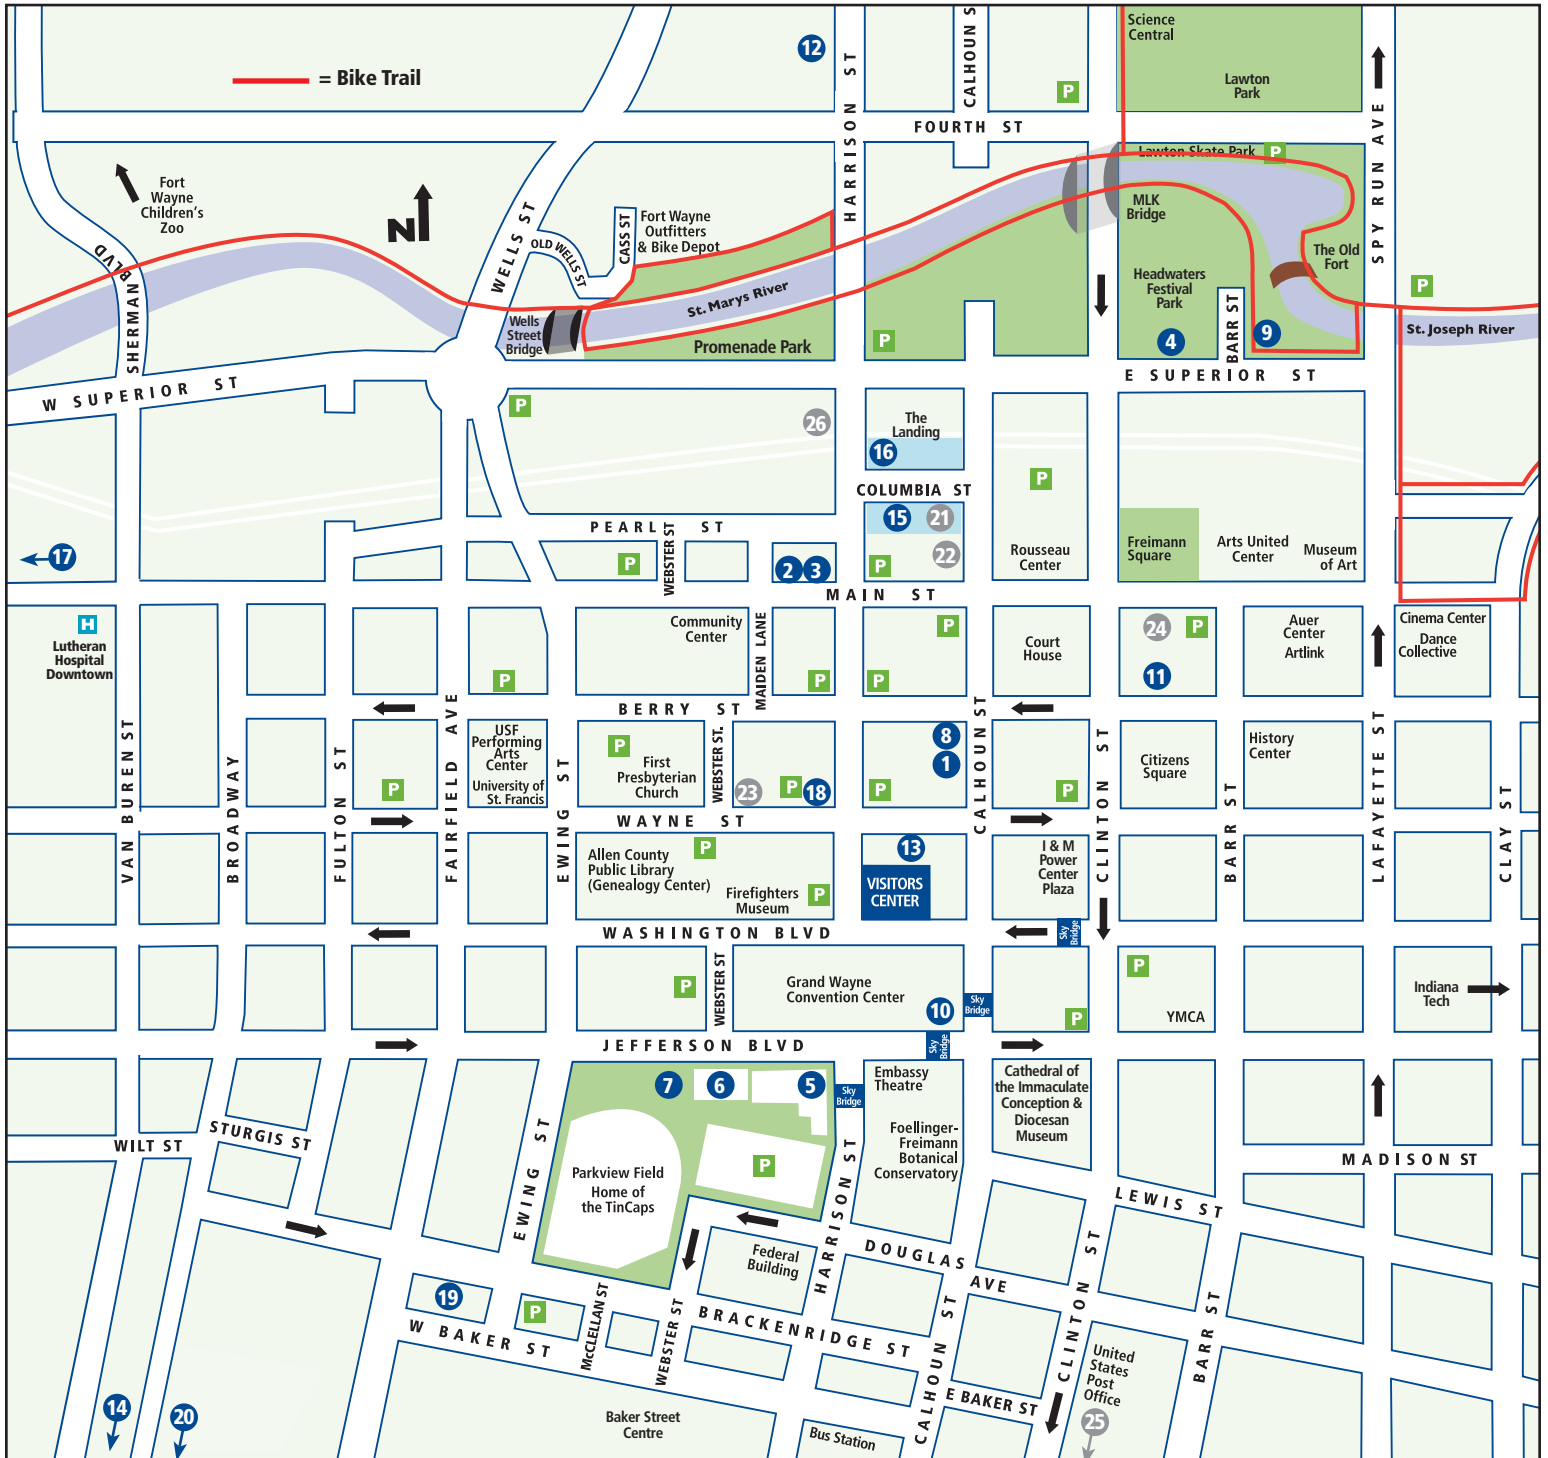 Science
Central
12
= Bike Trail
P
Lawton
Park
CALHOUN S
HARRISON ST
FOURTH ST
SPY RUN AVE
Lawton Skate Park
P
Fort
Wayne
Children's
Zoo
N
WELLS ST
OLD WELLS ST
CASS ST
Fort Wayne
Outfitters
& Bike Depot
MLK
Bridge
SHERMAN BLVD
The Old
Fort
Headwaters
Festival
Park
P
St. Marys River
Wells
Street
Bridge
Promenade Park
P
4
BARR ST
9
St. Joseph River
W SUPERIOR ST
E SUPERIOR ST
P
26
The
Landing
16
P
COLUMBIA ST
PEARL ST
WEBSTER ST
15
21
22
P
Rousseau
Center
Freimann
Square
Arts United
Center
Museum
of Art
17
P
2
3
MAIN ST
H
Lutheran
Hospital
Downtown
Community
Center
MAIDEN LANE
P
P
P
P
Court
House
24
P
11
Auer
Center
Artlink
Cinema Center
Dance
Collective
BERRY ST
VAN BUREN ST
BROADWAY
FULTON ST
FAIRFIELD AVE
EWING ST
CALHOUN ST
CLINTON ST
BARR ST
LAFAYETTE ST
CLAY ST
P
USF
Performing
Arts
Center
University of
St. Francis
P
First
Presbyterian
Church
WEBSTER ST.
23
P
18
8
1
P
P
Citizens
Square
History
Center
WAYNE ST
Allen County
Public Library
(Genealogy Center)
P
Firefighters
Museum
P
13
VISITORS
CENTER
I & M
Power
Center
Plaza
WASHINGTON BLVD
Sky
Bridge
P
WEBSTER ST
Grand Wayne
Convention Center
10
Sky
Bridge
P
P
YMCA
Indiana
Tech
JEFFERSON BLVD
Sky
Bridge
7
6
5
Sky
Bridge
Embassy
Theatre
Cathedral of
the Immaculate
Conception &
Diocesan
Museum
WILT ST
STURGIS ST
EWING ST
Parkview Field
Home of
the TinCaps
P
HARRISON ST
Foellinger-
Freimann
Botanical
Conservatory
MADISON ST
LEWIS ST
Federal
Building
DOUGLAS AVE
CLINTON ST
19
P
McCLELLAN ST
WEBSTER ST
BRACKENRIDGE ST
CALHOUN ST
BARR ST
W BAKER ST
United
States
Post
Office
25
E BAKER ST
14
20
Baker Street
Centre
Bus Station